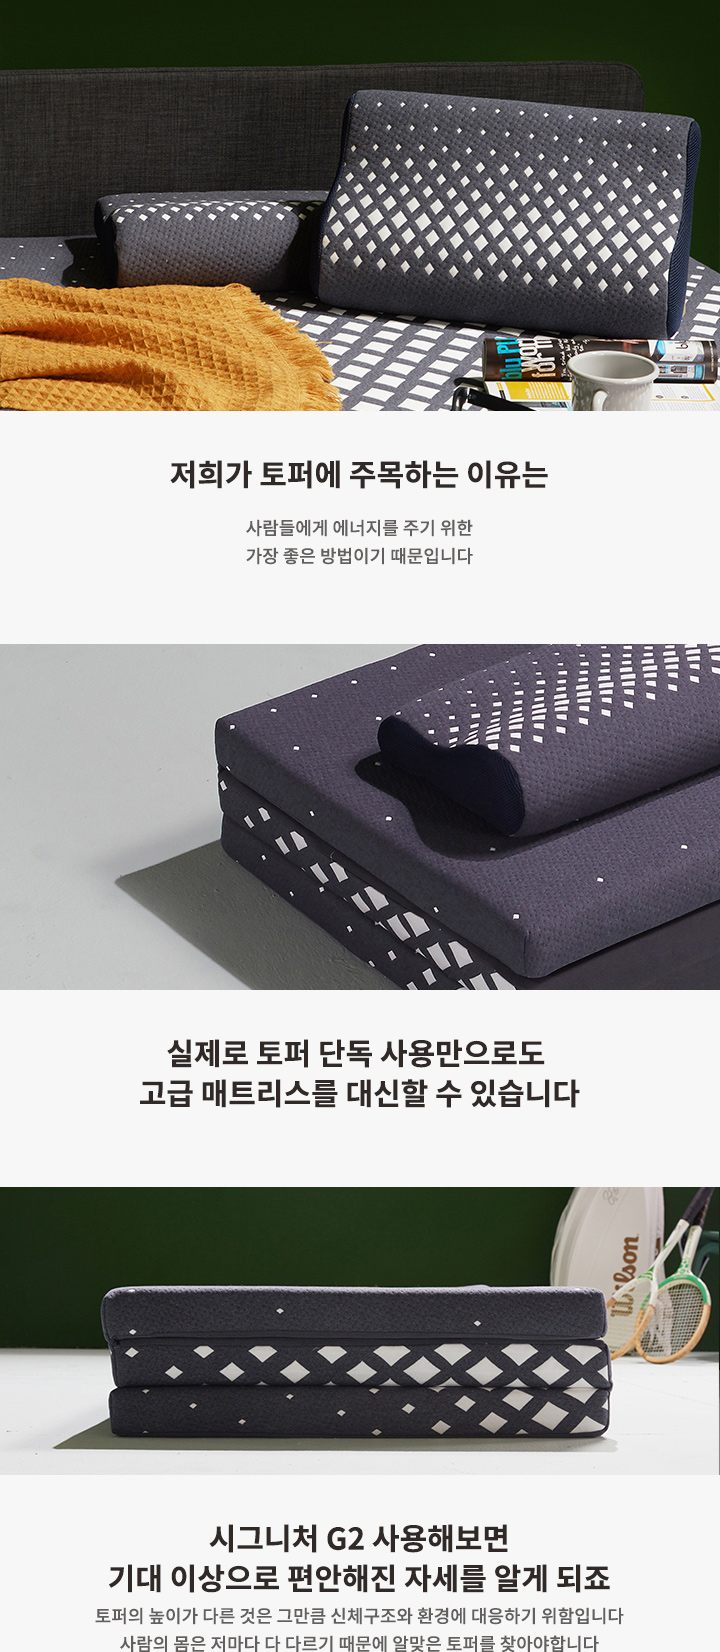 blu
저희가 토퍼에 주목하는 이유는
사람들에게 에너지를 주기 위한
가장 좋은 방법이기 때문입니다
실제로 토퍼 단독 사용만으로도
고급 매트리스를 대신할 수 있습니다
Wilson
시그니처 G2 사용해보면
기대 이상으로 편안해진 자세를 알게 되죠
토퍼의 높이가 다른 것은 그만큼 신체구조와 환경에 대응하기 위함입니다
사람의 몸은 저마다 다 다르기 때문에 알맞은 토퍼를 찾아야합니다